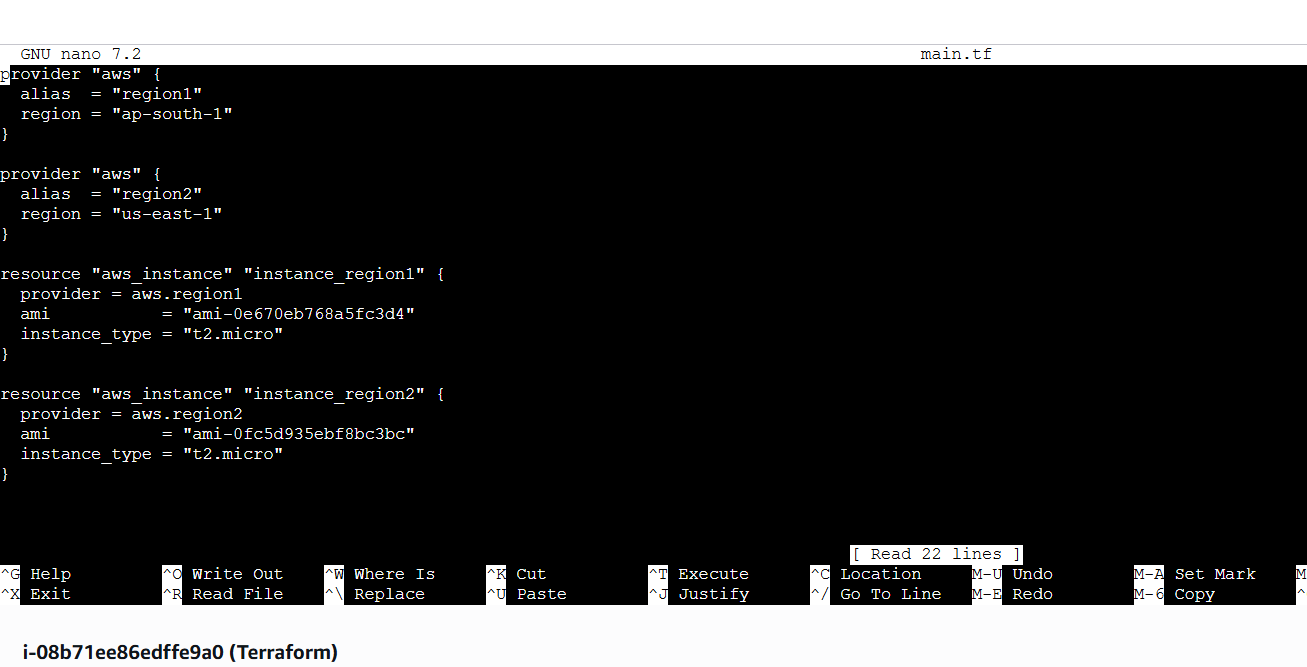 GNU nano 7.2 main.tf
provider "aws" {
  alias  = "region1"
  region = "ap-south-1"
}

provider "aws" {
  alias  = "region2"
  region = "us-east-1"
}

resource "aws_instance" "instance_region1" {
  provider = aws.region1
  ami           = "ami-0e670eb768a5fc3d4"
  instance_type = "t2.micro"
}

resource "aws_instance" "instance_region2" {
  provider = aws.region2
  ami           = "ami-0fc5d935ebf8bc3bc"
  instance_type = "t2.micro"
}

[ Read 22 lines ]
^G Help ^O Write Out ^W Where Is ^K Cut ^T Execute ^C Location M-U Undo M-A Set Mark M
^X Exit ^R Read File ^\ Replace ^U Paste ^J Justify ^/ Go To Line M-E Redo M-6 Copy ^
i-08b71ee86edffe9a0 (Terraform)